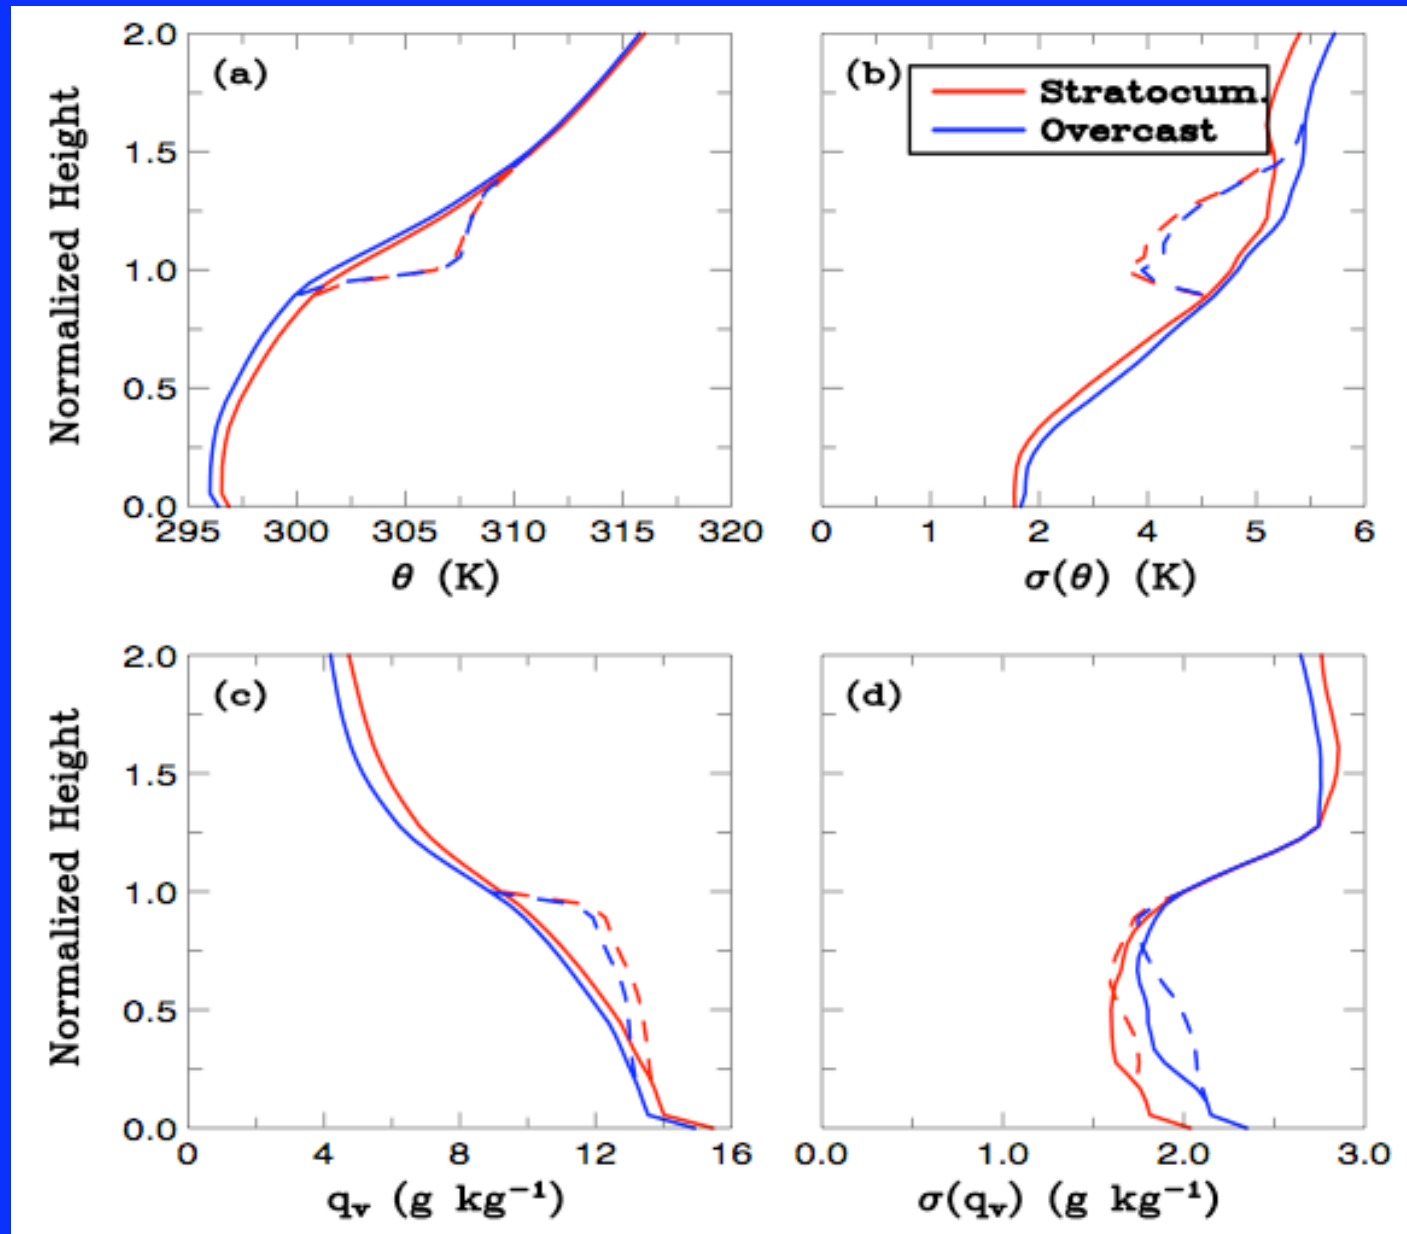 (a)
2.0
1.5
1.0
0.5
0.0
Normalized Height
295 300 305 310 315 320
θ (K)
(b)
Stratocum.
Overcast
0 1 2 4 5 6
σ(θ) (K)
(c)
2.0
1.5
1.0
0.5
0.0
Normalized Height
0 4 8 12 16
qv (g kg⁻¹)
(d)
0.0 1.0 2.0 3.0
σ(qv) (g kg⁻¹)